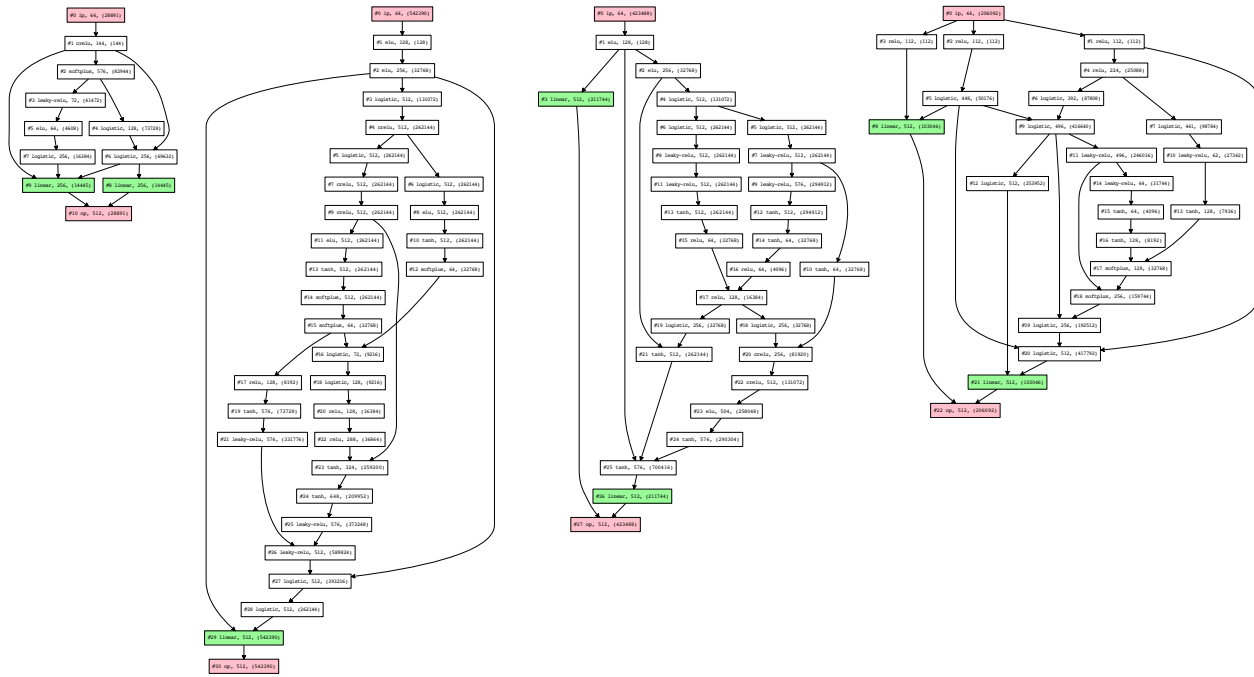 #0 ip, 64, (28891)
#1 crelu, 144, (144)
#2 softplus, 576, (82944)
#3 leaky-relu, 72, (41472)
#5 elu, 64, (4608)
#4 logistic, 128, (73728)
#7 logistic, 256, (16384)
#6 logistic, 256, (69632)
#9 linear, 256, (14445)
#8 linear, 256, (14445)
#10 op, 512, (28891)
#0 ip, 64, (542390)
#1 elu, 128, (128)
#2 elu, 256, (32768)
#3 logistic, 512, (131072)
#4 crelu, 512, (262144)
#5 logistic, 512, (262144)
#7 crelu, 512, (262144)
#6 logistic, 512, (262144)
#9 crelu, 512, (262144)
#8 elu, 512, (262144)
#11 elu, 512, (262144)
#10 tanh, 512, (262144)
#13 tanh, 512, (262144)
#12 softplus, 64, (32768)
#14 softplus, 512, (262144)
#15 softplus, 64, (32768)
#16 logistic, 72, (9216)
#17 relu, 128, (8192)
#18 logistic, 128, (9216)
#19 tanh, 576, (73728)
#20 relu, 128, (16384)
#21 leaky-relu, 576, (331776)
#22 relu, 288, (36864)
#23 tanh, 324, (259200)
#24 tanh, 648, (209952)
#25 leaky-relu, 576, (373248)
#26 leaky-relu, 512, (589824)
#27 logistic, 512, (393216)
#28 logistic, 512, (262144)
#29 linear, 512, (542390)
#30 op, 512, (542390)
#0 ip, 64, (423488)
#1 elu, 128, (128)
#2 elu, 256, (32768)
#3 linear, 512, (211744)
#4 logistic, 512, (131072)
#6 logistic, 512, (262144)
#5 logistic, 512, (262144)
#8 leaky-relu, 512, (262144)
#7 leaky-relu, 512, (262144)
#11 leaky-relu, 512, (262144)
#9 leaky-relu, 576, (294912)
#13 tanh, 512, (262144)
#12 tanh, 512, (294912)
#15 relu, 64, (32768)
#14 tanh, 64, (32768)
#16 relu, 64, (4096)
#10 tanh, 64, (32768)
#17 relu, 128, (16384)
#19 logistic, 256, (32768)
#18 logistic, 256, (32768)
#21 tanh, 512, (262144)
#20 crelu, 256, (81920)
#22 crelu, 512, (131072)
#23 elu, 504, (258048)
#24 tanh, 576, (290304)
#25 tanh, 576, (700416)
#26 linear, 512, (211744)
#27 op, 512, (423488)
#0 ip, 64, (206092)
#3 relu, 112, (112)
#2 relu, 112, (112)
#1 relu, 112, (112)
#4 relu, 224, (25088)
#5 logistic, 448, (50176)
#6 logistic, 392, (87808)
#8 linear, 512, (103046)
#9 logistic, 496, (416640)
#7 logistic, 441, (98784)
#11 leaky-relu, 496, (246016)
#10 leaky-relu, 62, (27342)
#12 logistic, 512, (253952)
#14 leaky-relu, 64, (31744)
#15 tanh, 64, (4096)
#13 tanh, 128, (7936)
#16 tanh, 128, (8192)
#17 softplus, 128, (32768)
#18 softplus, 256, (159744)
#19 logistic, 256, (192512)
#20 logistic, 512, (417792)
#21 linear, 512, (103046)
#22 op, 512, (206092)